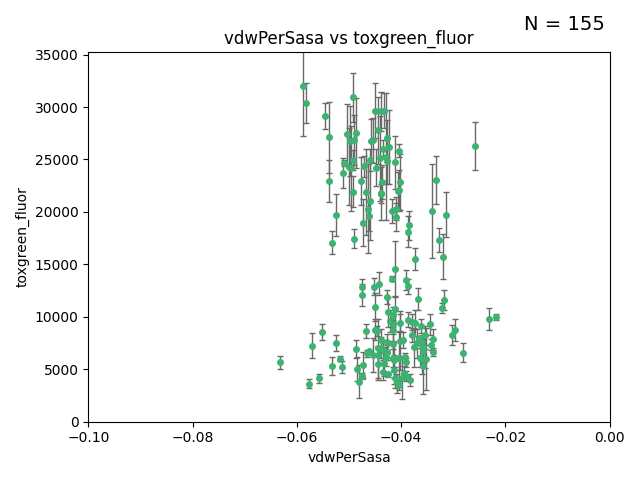 N = 155
vdwPerSasa vs toxgreen_fluor
35000
30000
25000
20000
15000
10000
5000
0
toxgreen_fluor
−0.10 −0.08 −0.06 −0.04 −0.02 0.00
vdwPerSasa